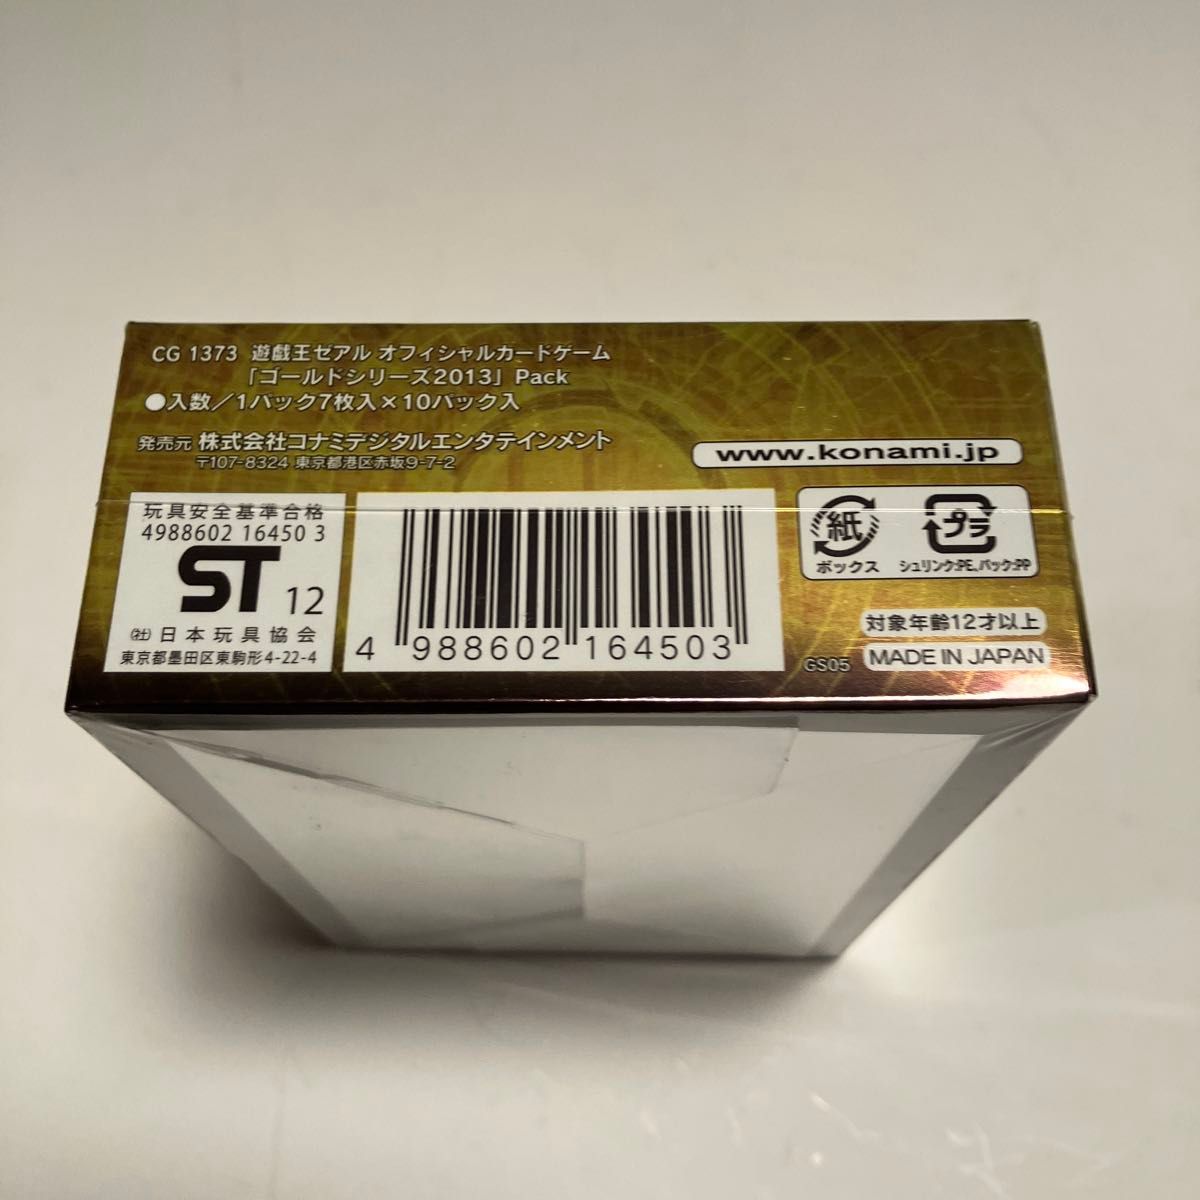 CG 1373 遊戯王ゼアル オフィシャルカードゲーム
「ゴールドシリーズ2013」Pack
●入数／1パック7枚入×10パック入
発売元 株式会社コナミデジタルエンタテインメント
〒107-8324 東京都港区赤坂9-7-2
www.konami.jp
玩具安全基準合格
4988602 16450 3
ST 12
㈳ 日本玩具協会
東京都墨田区東駒形4-22-4
4 988602 164503
紙
ボックス
プラ
シュリンク:PE、パック:PP
対象年齢12才以上
GS05
MADE IN JAPAN